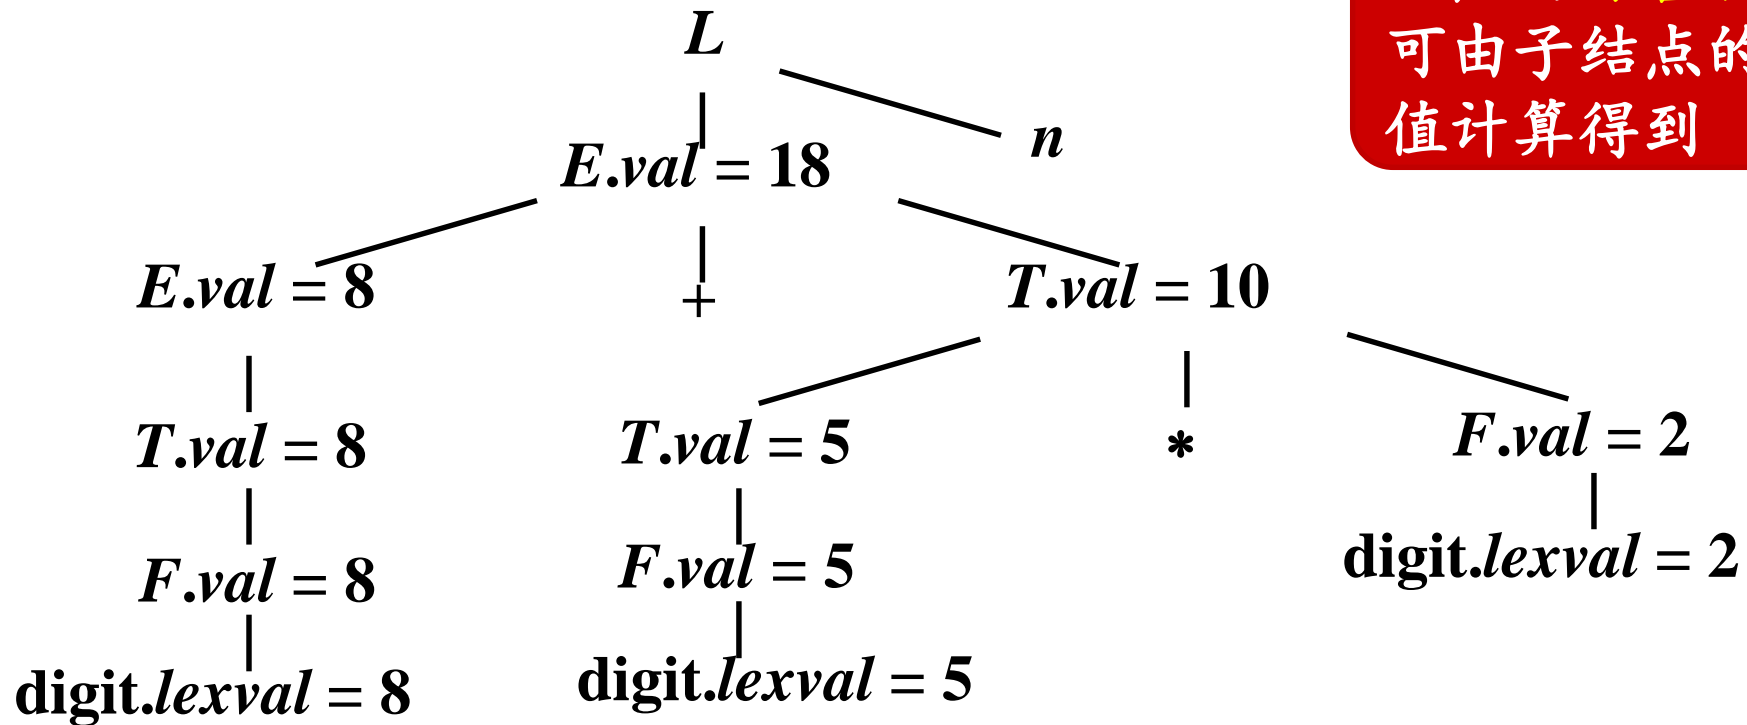 L
可由子结点的
值计算得到
n
E.val = 18
E.val = 8
+
T.val = 10
T.val = 8
T.val = 5
*
F.val = 2
F.val = 8
F.val = 5
digit.lexval = 2
digit.lexval = 8
digit.lexval = 5